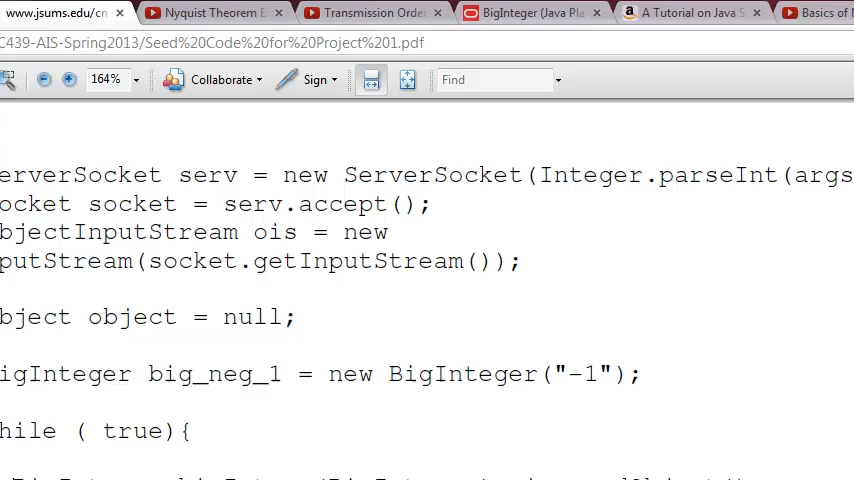 www.jsums.edu/cn Nyquist Theorem E Transmission Orde BigInteger (Java Pla A Tutorial on Java S Basics of N
C439-AIS-Spring2013/Seed%20Code%20for%20Project%201.pdf
164% Collaborate Sign Find
erverSocket serv = new ServerSocket(Integer.parseInt(args
ocket socket = serv.accept();
bjectInputStream ois = new
putStream(socket.getInputStream());
bject object = null;
igInteger big_neg_1 = new BigInteger("-1");
hile ( true){